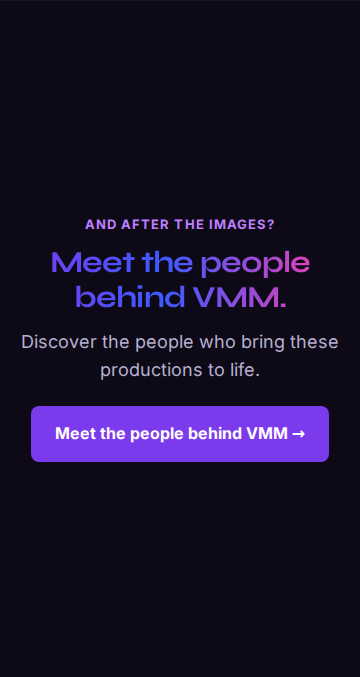 AND AFTER THE IMAGES?
Meet the people
behind VMM.
Discover the people who bring these
productions to life.
Meet the people behind VMM →